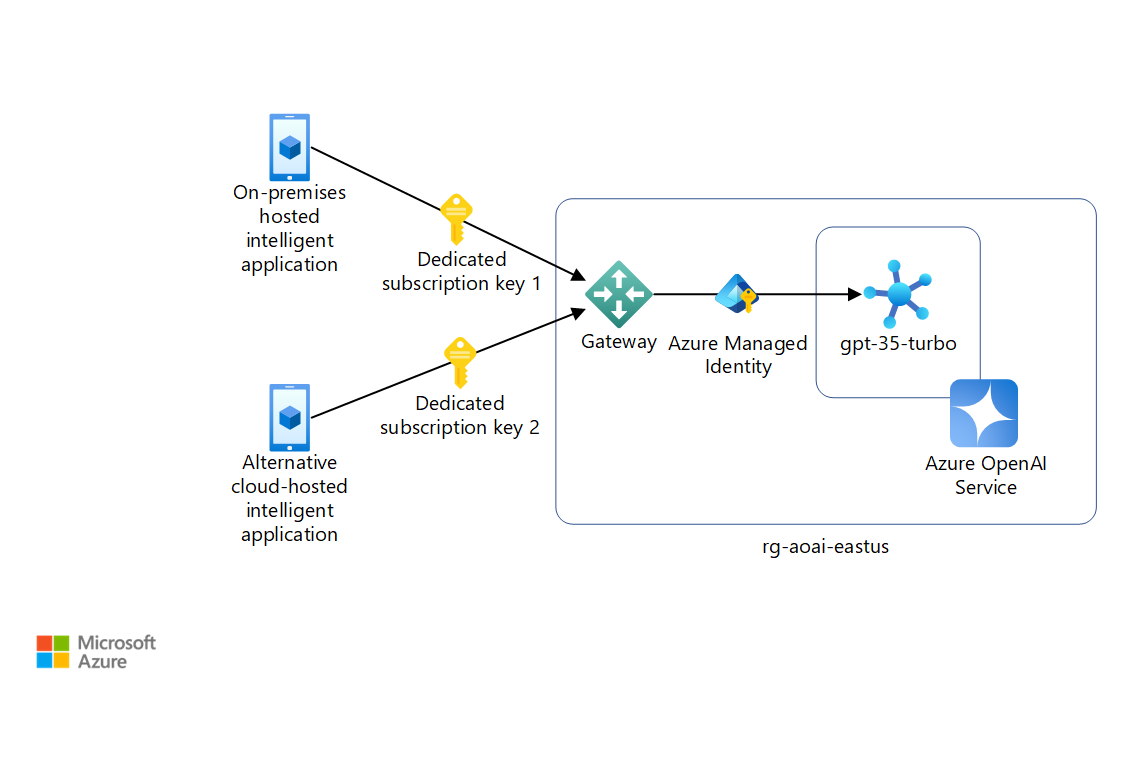 On-premises
hosted
intelligent
application
Dedicated
subscription key 1
Gateway
Azure Managed
Identity
gpt-35-turbo
Dedicated
subscription key 2
Alternative
cloud-hosted
intelligent
application
Azure OpenAI
Service
rg-aoai-eastus
Microsoft
Azure